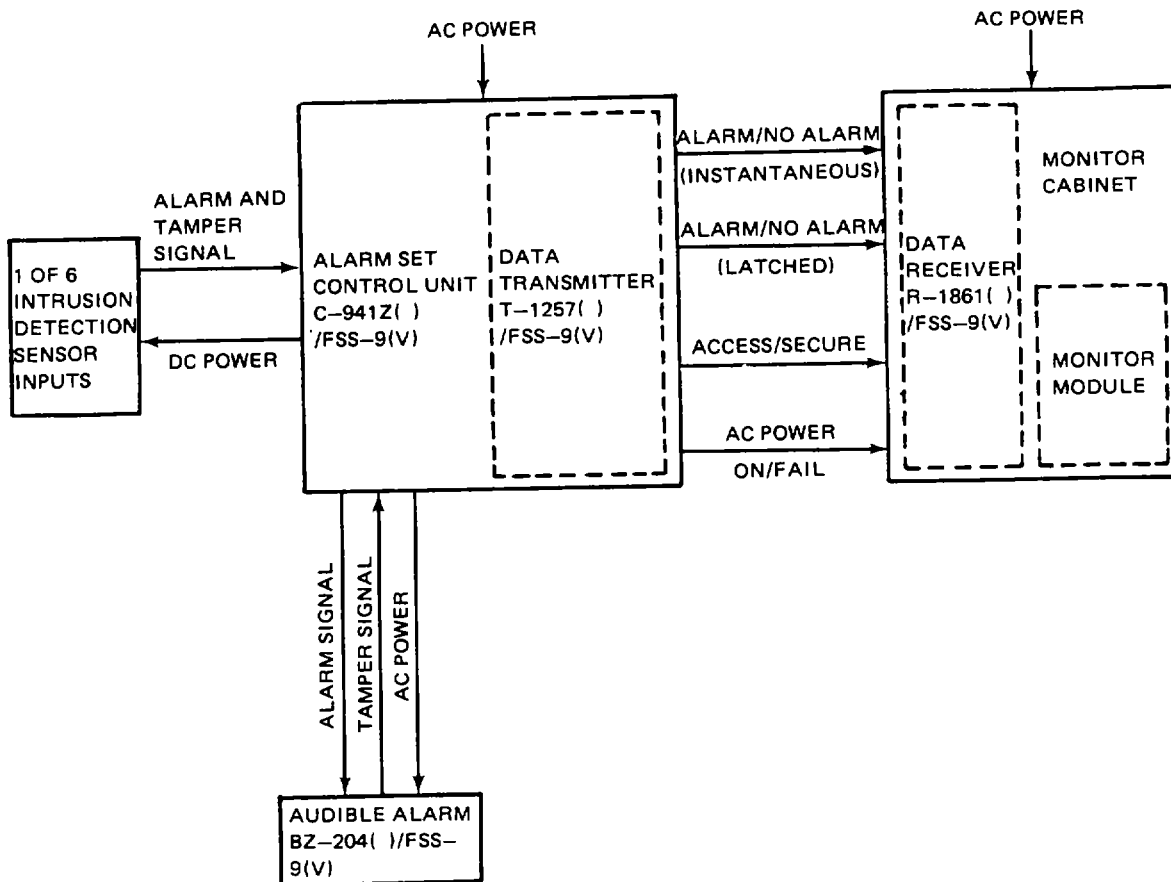 AC POWER
AC POWER
ALARM AND
TAMPER
SIGNAL
1 OF 6
INTRUSION
DETECTION
SENSOR
INPUTS
DC POWER
ALARM SET
CONTROL UNIT
C-941Z( )
/FSS-9(V)
DATA
TRANSMITTER
T-1257( )
/FSS-9(V)
ALARM/NO ALARM
(INSTANTANEOUS)
ALARM/NO ALARM
(LATCHED)
ACCESS/SECURE
AC POWER
ON/FAIL
DATA
RECEIVER
R-1861( )
/FSS-9(V)
MONITOR
CABINET
MONITOR
MODULE
ALARM SIGNAL
TAMPER SIGNAL
AC POWER
AUDIBLE ALARM
BZ-204( )/FSS-
9(V)